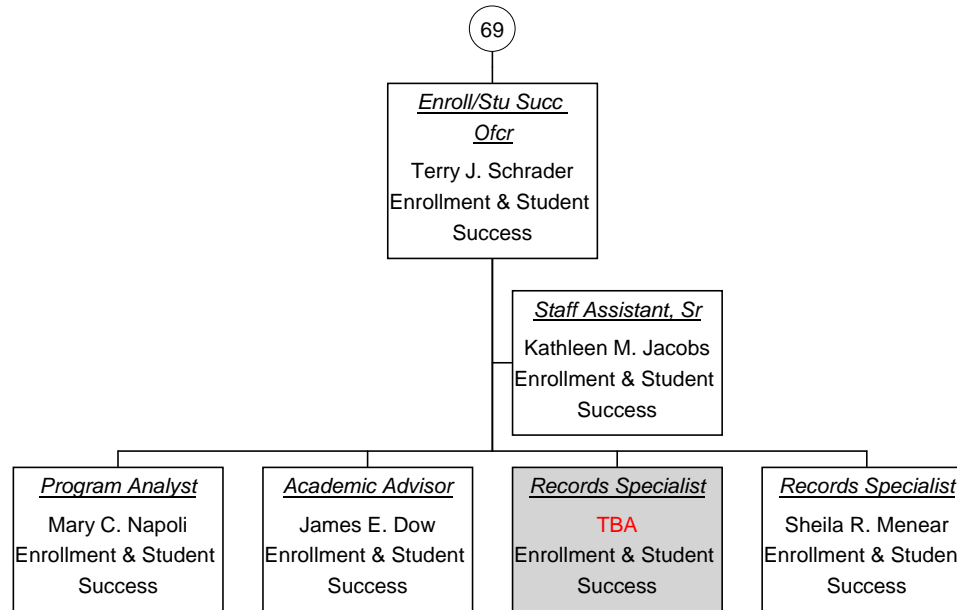 69
Enroll/Stu Succ
Ofcr
Terry J. Schrader
Enrollment & Student
Success
Staff Assistant, Sr
Kathleen M. Jacobs
Enrollment & Student
Success
Program Analyst
Mary C. Napoli
Enrollment & Student
Success
Academic Advisor
James E. Dow
Enrollment & Student
Success
Records Specialist
TBA
Enrollment & Student
Success
Records Specialist
Sheila R. Menear
Enrollment & Studen
Success